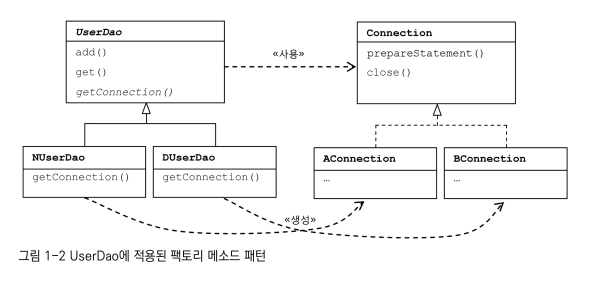 UserDao
add()
get()
getConnection()
«사용»
Connection
prepareStatement()
close()
NUserDao
getConnection()
DUserDao
getConnection()
AConnection
...
BConnection
...
«생성»
그림 1-2 UserDao에 적용된 팩토리 메소드 패턴